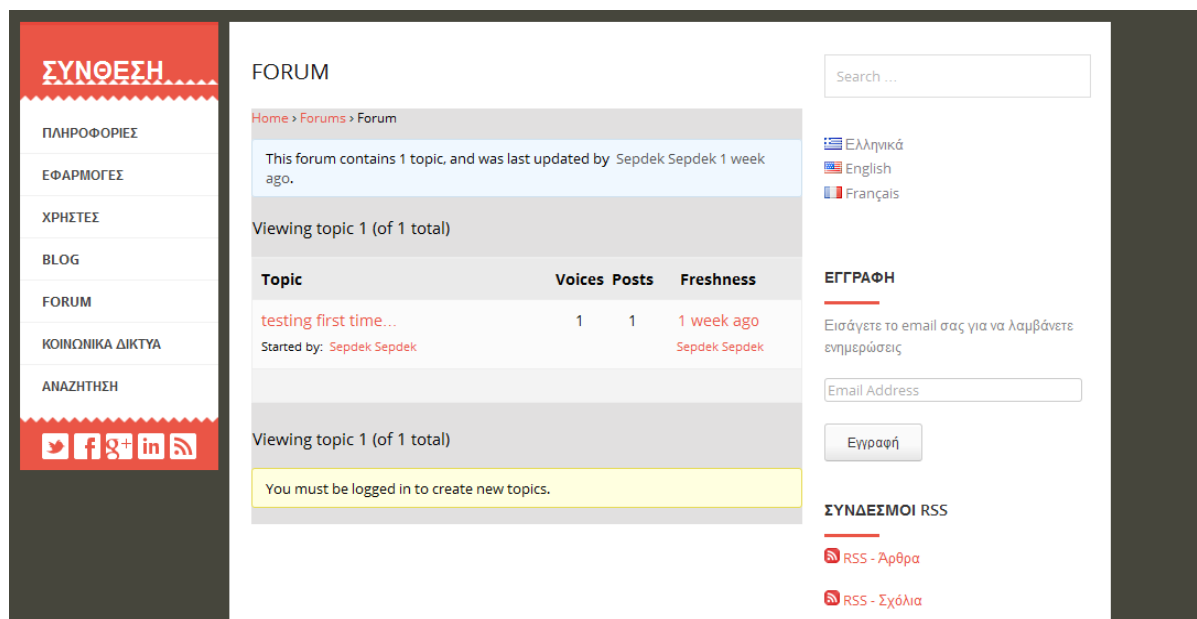 ΣΥΝΘΕΣΗ
ΠΛΗΡΟΦΟΡΙΕΣ
ΕΦΑΡΜΟΓΕΣ
ΧΡΗΣΤΕΣ
BLOG
FORUM
ΚΟΙΝΩΝΙΚΑ ΔΙΚΤΥΑ
ΑΝΑΖΗΤΗΣΗ
FORUM
Home › Forums › Forum
This forum contains 1 topic, and was last updated by Sepdek Sepdek 1 week
ago.
Viewing topic 1 (of 1 total)
Topic Voices Posts Freshness
testing first time… 1 1 1 week ago
Started by: Sepdek Sepdek Sepdek Sepdek
Viewing topic 1 (of 1 total)
You must be logged in to create new topics.
Search …
Ελληνικά
English
Français
ΕΓΓΡΑΦΗ
Εισάγετε το email σας για να λαμβάνετε
ενημερώσεις
Email Address
Εγγραφή
ΣΥΝΔΕΣΜΟΙ RSS
RSS - Άρθρα
RSS - Σχόλια